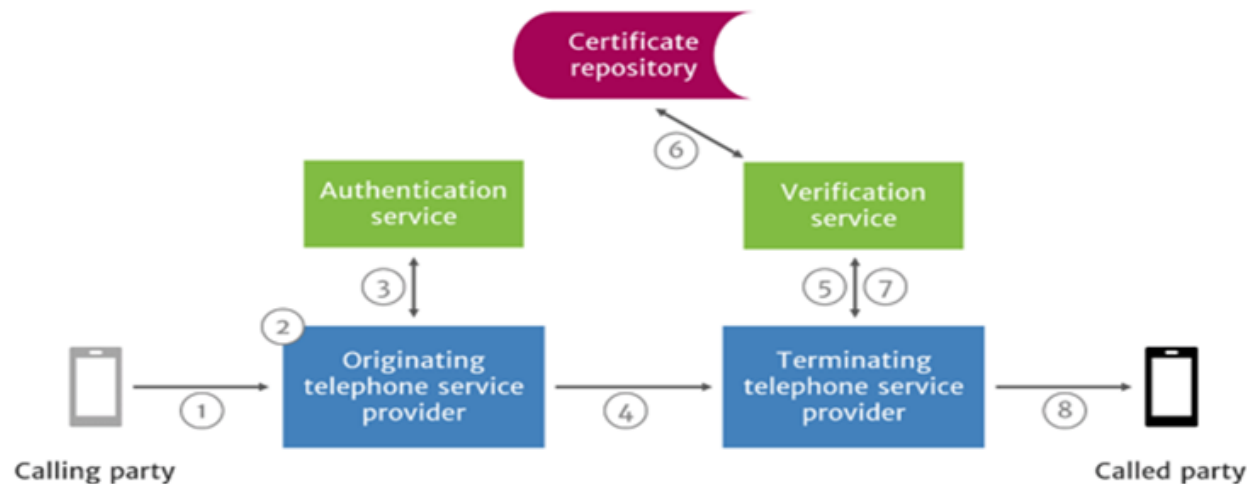 Certificate
repository
6
Authentication
service
Verification
service
3
5
7
2
Originating
telephone service
provider
Terminating
telephone service
provider
1
4
8
Calling party
Called party